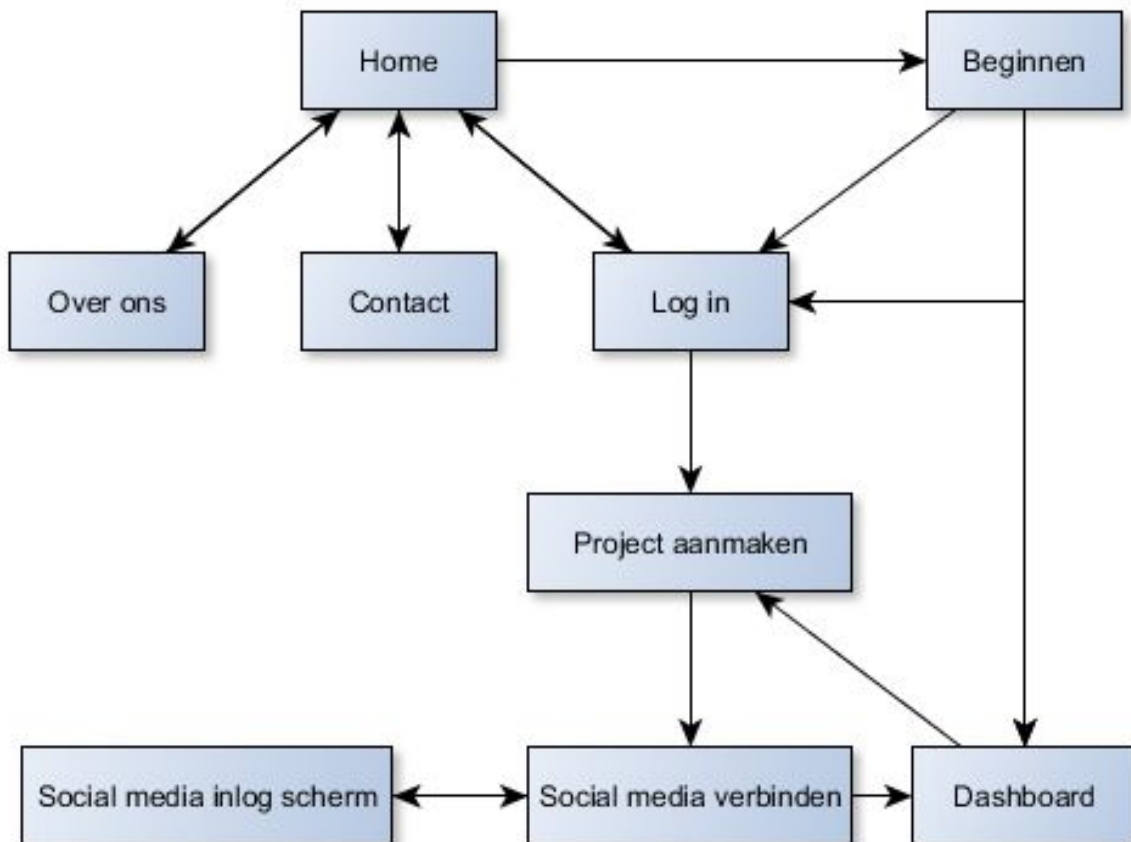 Home
Beginnen
Over ons
Contact
Log in
Project aanmaken
Social media inlog scherm
Social media verbinden
Dashboard